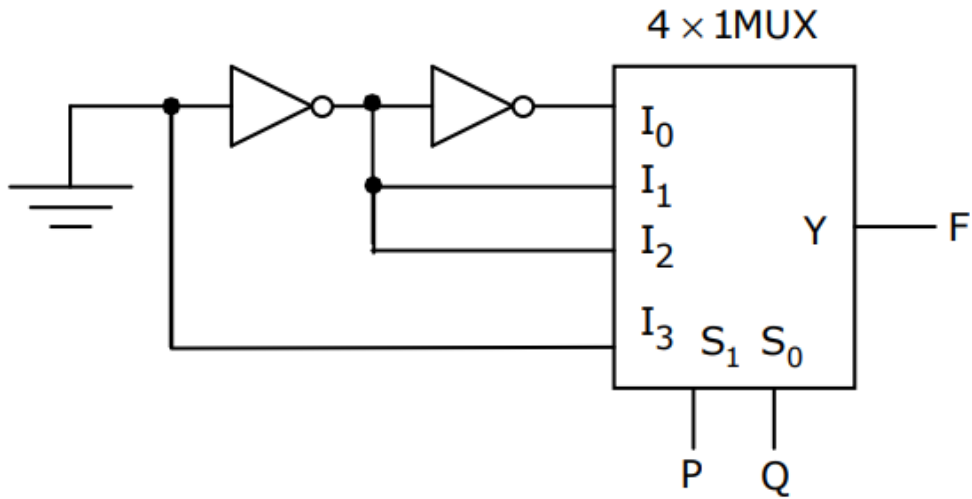 4 × 1MUX
I₀
I₁
Y
F
I₂
I₃
S₁ S₀
P Q